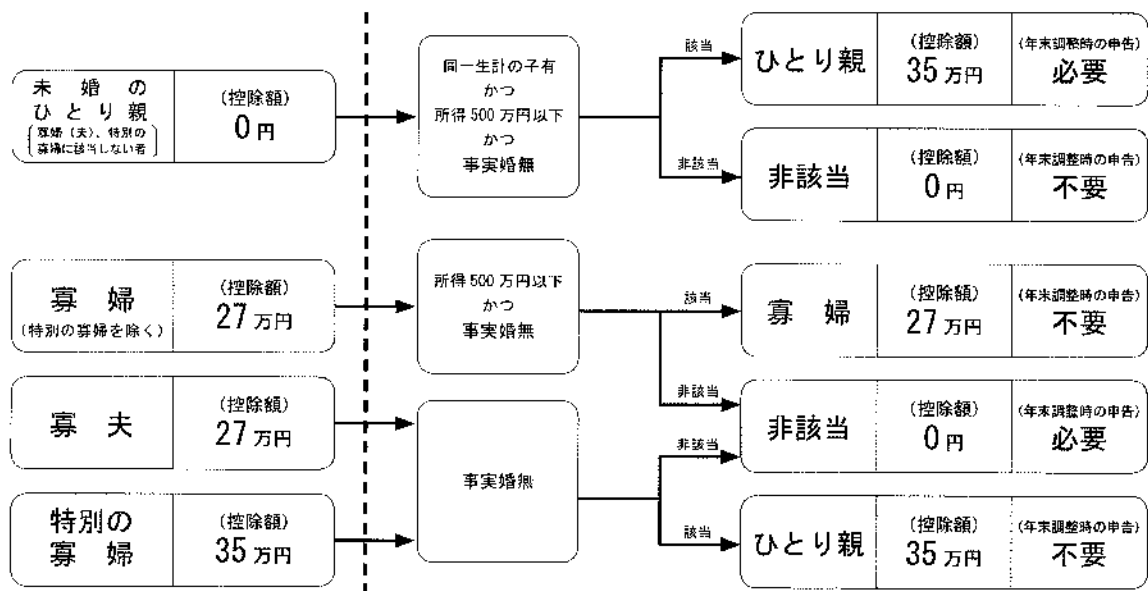 未婚の
ひとり親
寡婦(夫)、特別の
寡婦に該当しない者
(控除額)
0円
同一生計の子有
かつ
所得500万円以下
かつ
事実婚無
該当
ひとり親
(控除額)
35万円
(年末調整時の申告)
必要
非該当
非該当
(控除額)
0円
(年末調整時の申告)
不要
寡婦
(特別の寡婦を除く)
(控除額)
27万円
所得500万円以下
かつ
事実婚無
該当
寡婦
(控除額)
27万円
(年末調整時の申告)
不要
寡夫
(控除額)
27万円
非該当
非該当
非該当
(控除額)
0円
(年末調整時の申告)
必要
特別の
寡婦
(控除額)
35万円
事実婚無
該当
ひとり親
(控除額)
35万円
(年末調整時の申告)
不要